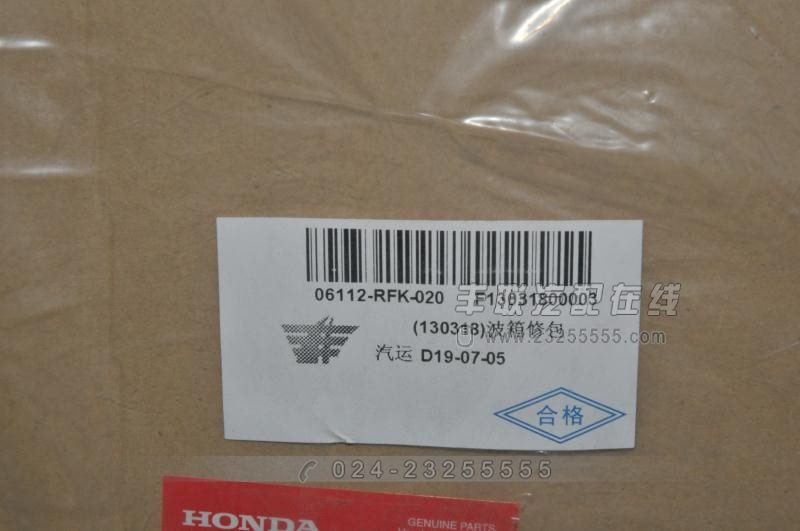 06112-RFK-020 F13031800003
丰联汽配在线
(130318)波箱修包
www.23255555.com
汽运 D19-07-05
合格
024-23255555
HONDA GENUINE PARTS